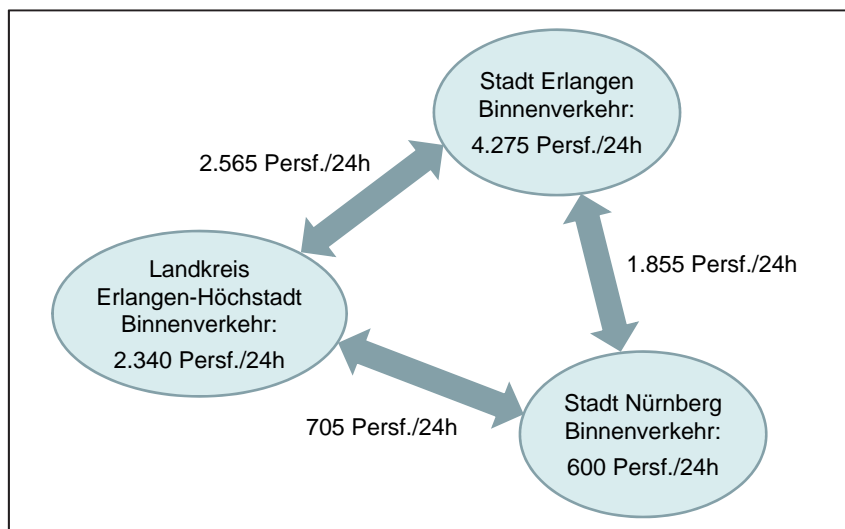 Stadt Erlangen
Binnenverkehr:
4.275 Persf./24h
2.565 Persf./24h
Landkreis
Erlangen-Höchstadt
Binnenverkehr:
2.340 Persf./24h
1.855 Persf./24h
705 Persf./24h
Stadt Nürnberg
Binnenverkehr:
600 Persf./24h